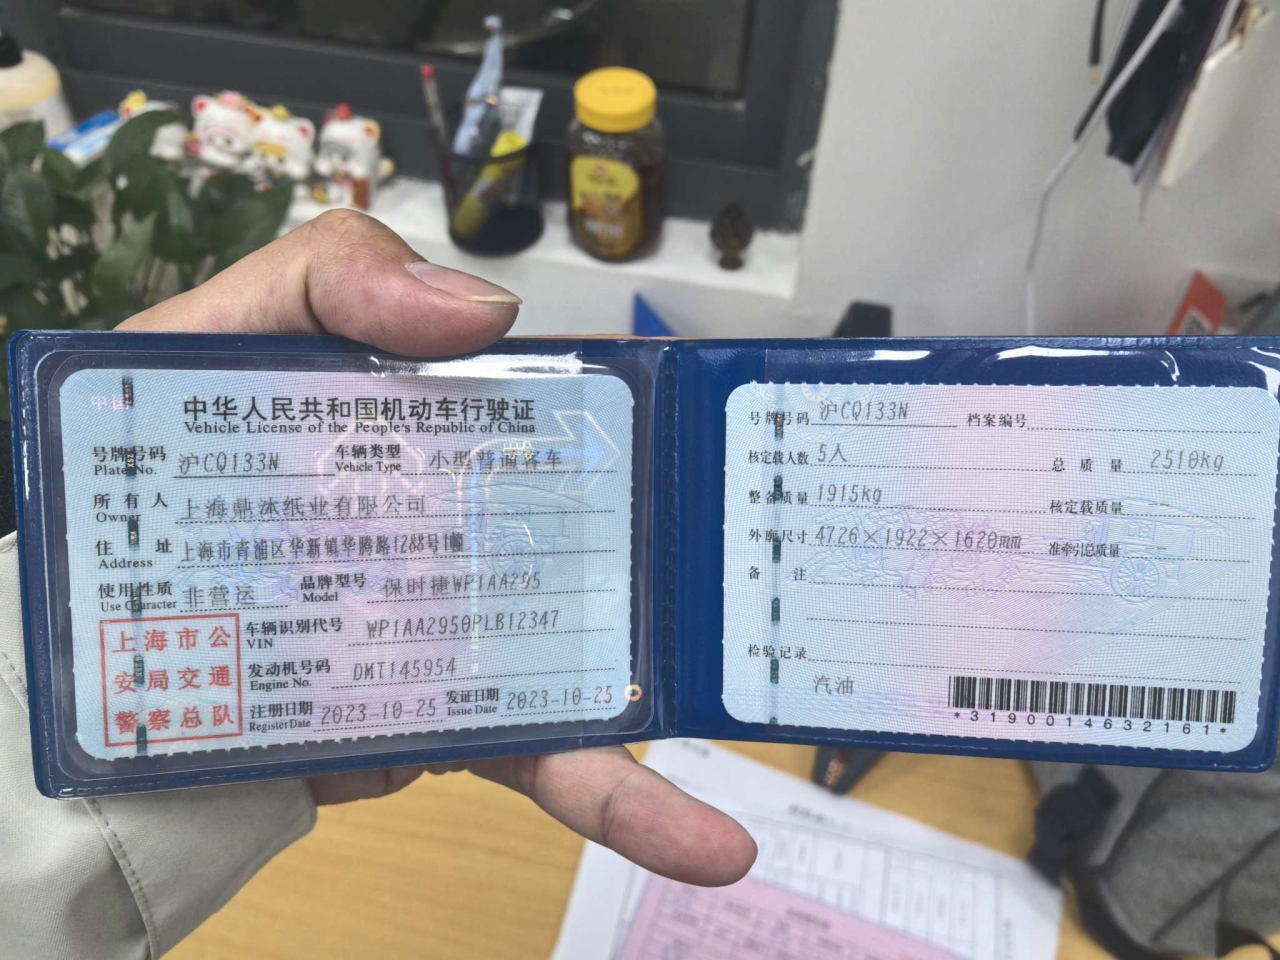 中国
中华人民共和国机动车行驶证
Vehicle License of the People's Republic of China
号牌号码 沪CQ133N 车辆类型 小型普通客车
Plate No. Vehicle Type
所有人 上海鼎沐纸业有限公司
Owner
住址 上海市青浦区华新镇华腾路1288号1幢
Address
使用性质 非营运 品牌型号 保时捷WP1AA295
Use Character Model
上海市公
安局交通
警察总队
车辆识别代号 WP1AA2950PLB12347
VIN
发动机号码 DMT145954
Engine No.
注册日期 2023-10-25 发证日期 2023-10-25
Register Date Issue Date
号牌号码 沪CQ133N 档案编号
核定载人数 5人 总质量 2510kg
整备质量 1915kg 核定载质量
外廓尺寸 4726×1922×1620mm 准牵引总质量
备注
检验记录
汽油
*3190014632161*